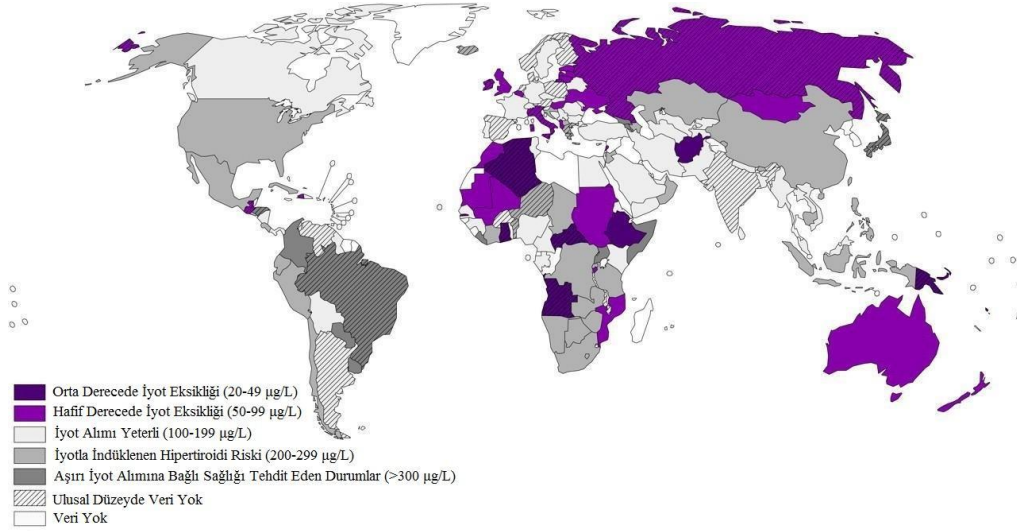 Orta Derecede İyot Eksikliği (20-49 µg/L)
Hafif Derecede İyot Eksikliği (50-99 µg/L)
İyot Alımı Yeterli (100-199 µg/L)
İyotla İndüklenen Hipertiroidi Riski (200-299 µg/L)
Aşırı İyot Alımına Bağlı Sağlığı Tehdit Eden Durumlar (>300 µg/L)
Ulusal Düzeyde Veri Yok
Veri Yok